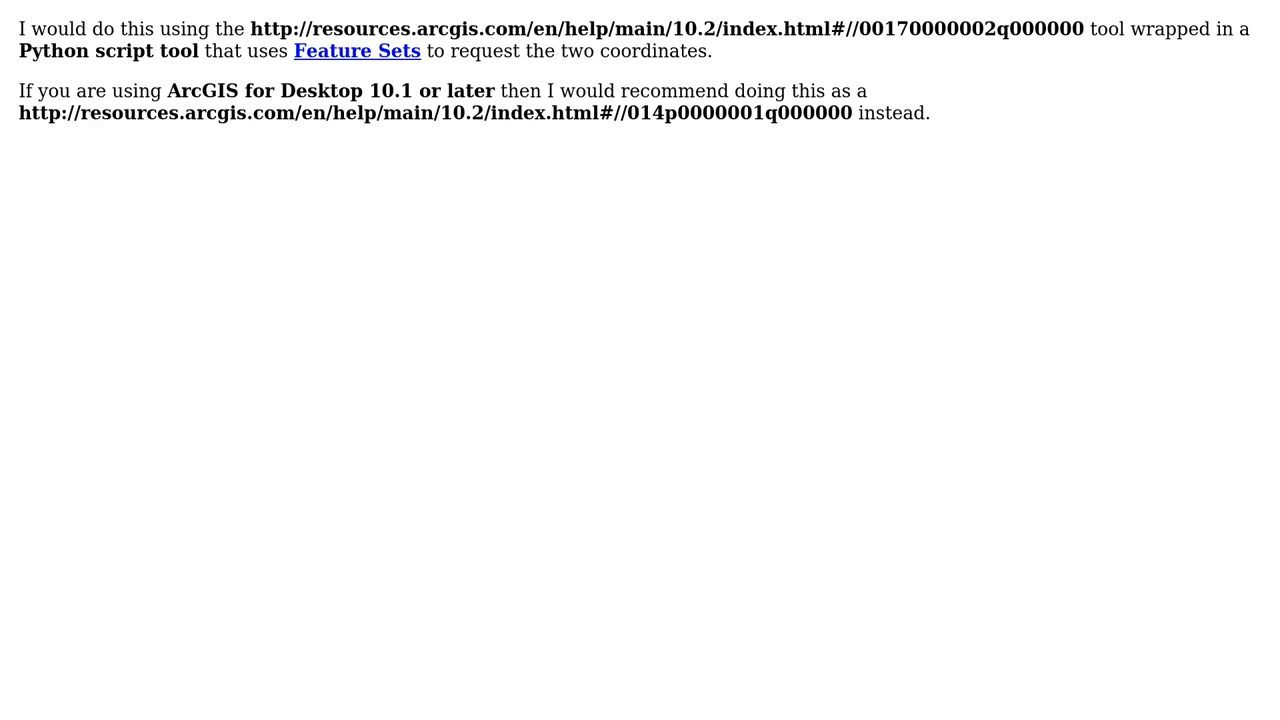 I would do this using the http://resources.arcgis.com/en/help/main/10.2/index.html#//00170000002q000000 tool wrapped in a
Python script tool that uses Feature Sets to request the two coordinates.
If you are using ArcGIS for Desktop 10.1 or later then I would recommend doing this as a
http://resources.arcgis.com/en/help/main/10.2/index.html#//014p0000001q000000 instead.